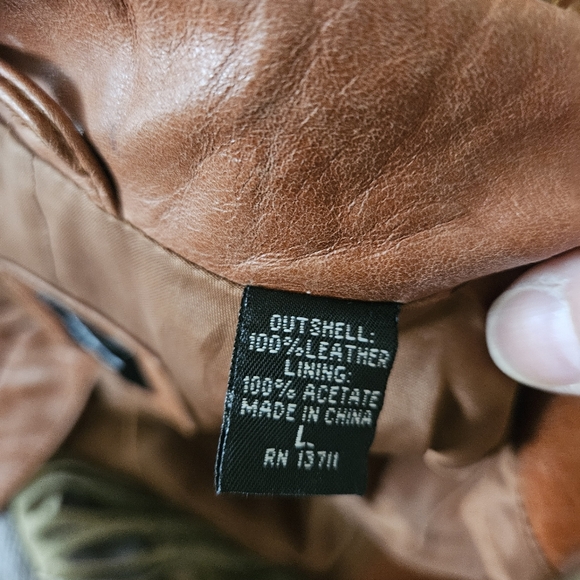 OUTSHELL:
100%LEATHER
LINING:
100% ACETATE
MADE IN CHINA
L
RN 13711